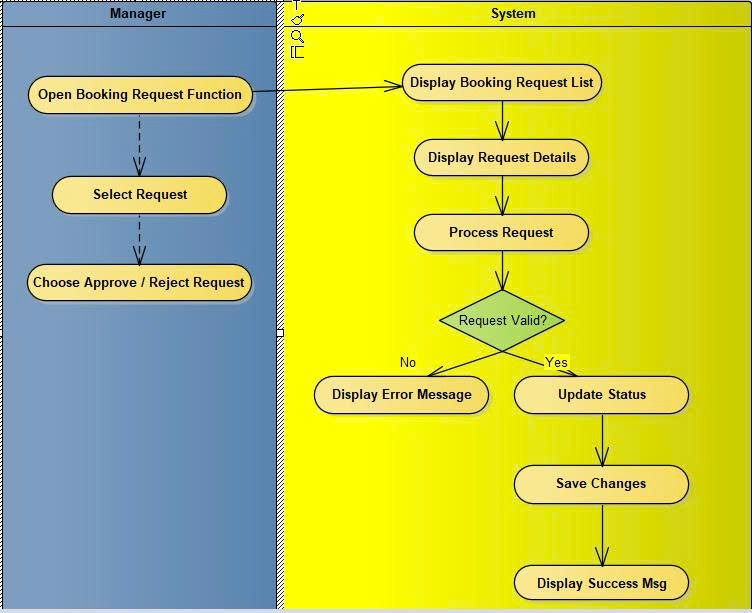 Manager
System
Open Booking Request Function
Display Booking Request List
Display Request Details
Select Request
Process Request
Choose Approve / Reject Request
Request Valid?
No
Yes
Display Error Message
Update Status
Save Changes
Display Success Msg